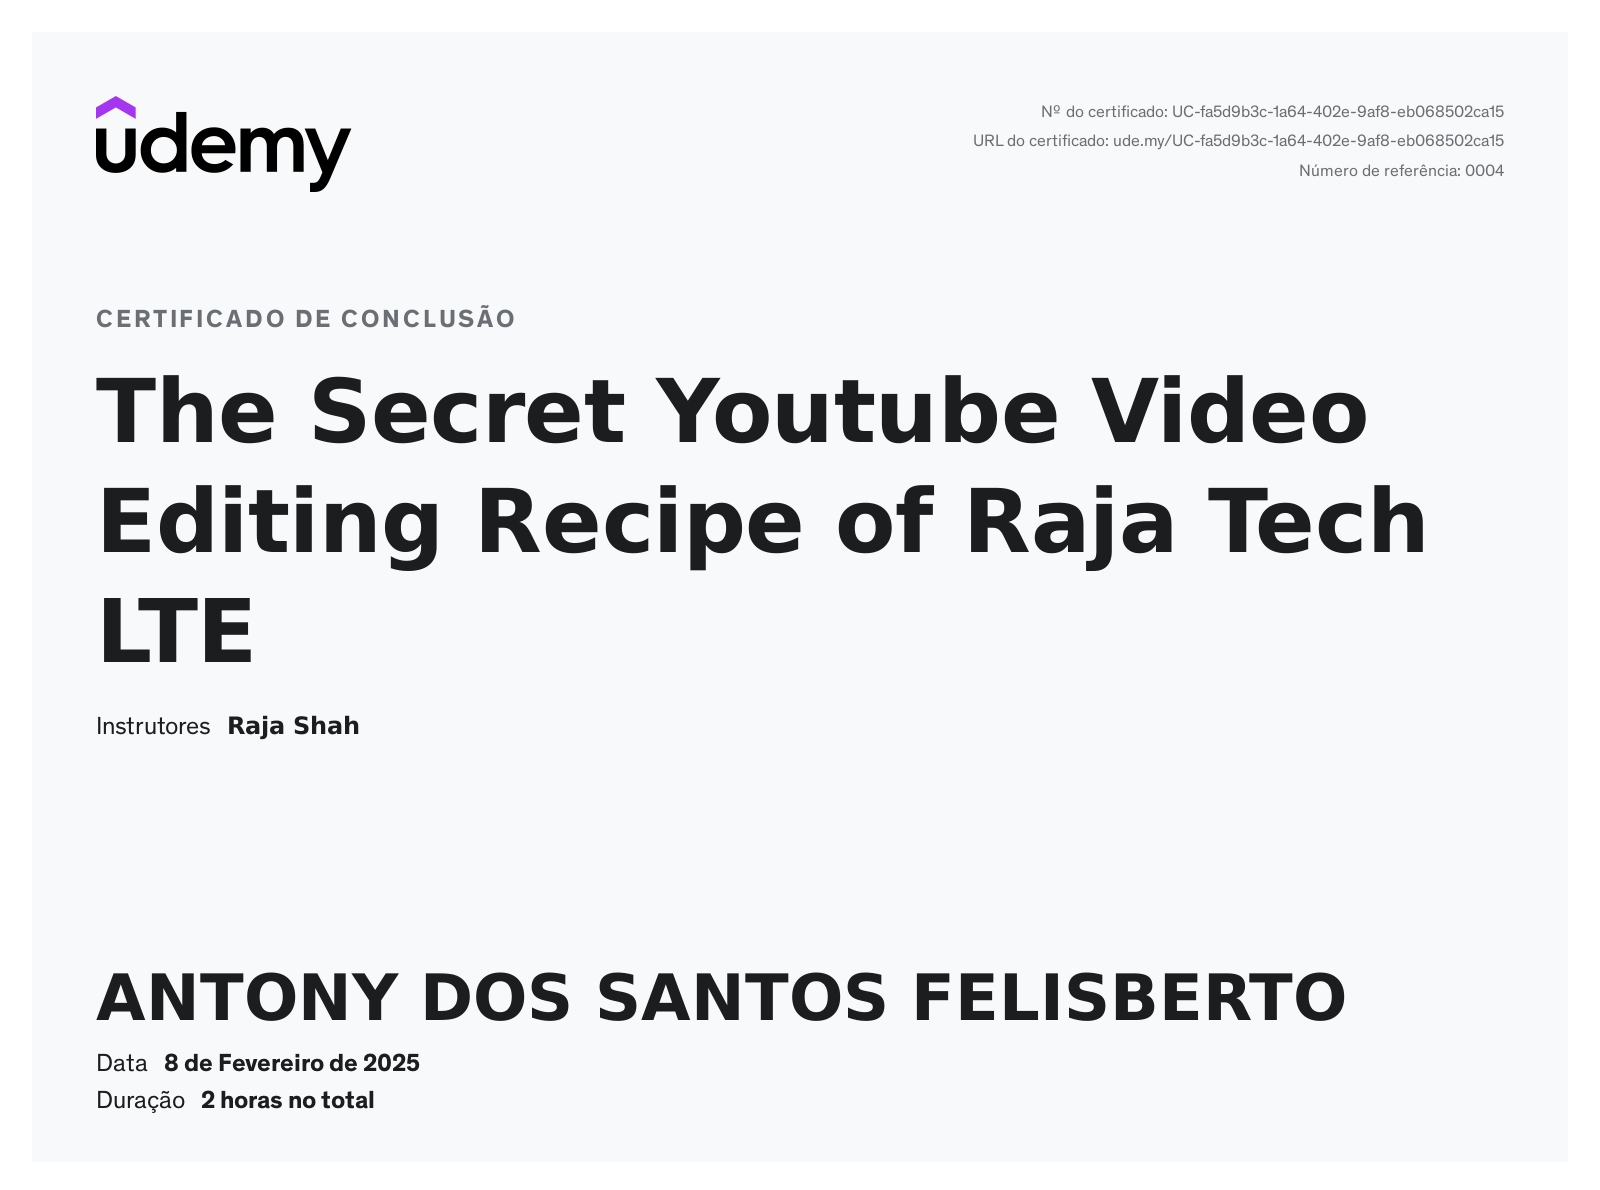 udemy
Nº do certificado: UC-fa5d9b3c-1a64-402e-9af8-eb068502ca15
URL do certificado: ude.my/UC-fa5d9b3c-1a64-402e-9af8-eb068502ca15
Número de referência: 0004
CERTIFICADO DE CONCLUSÃO
The Secret Youtube Video
Editing Recipe of Raja Tech
LTE
Instrutores Raja Shah
ANTONY DOS SANTOS FELISBERTO
Data 8 de Fevereiro de 2025
Duração 2 horas no total